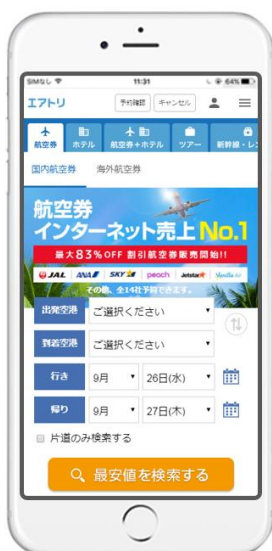 SIMなし 11:31 64%
エアトリ 予約確認 キャンセル
航空券 ホテル 航空券+ホテル ツアー 新幹線・レ
国内航空券 海外航空券
航空券
インターネット売上No.1
最大83%OFF 割引航空券販売開始!!
JAL ANA SKY peach Jetstar Vanilla air
その他、全14社予約できます。
出発空港 ご選択ください
到着空港 ご選択ください
行き 9月 26日(水)
帰り 9月 27日(木)
片道のみ検索する
最安値を検索する